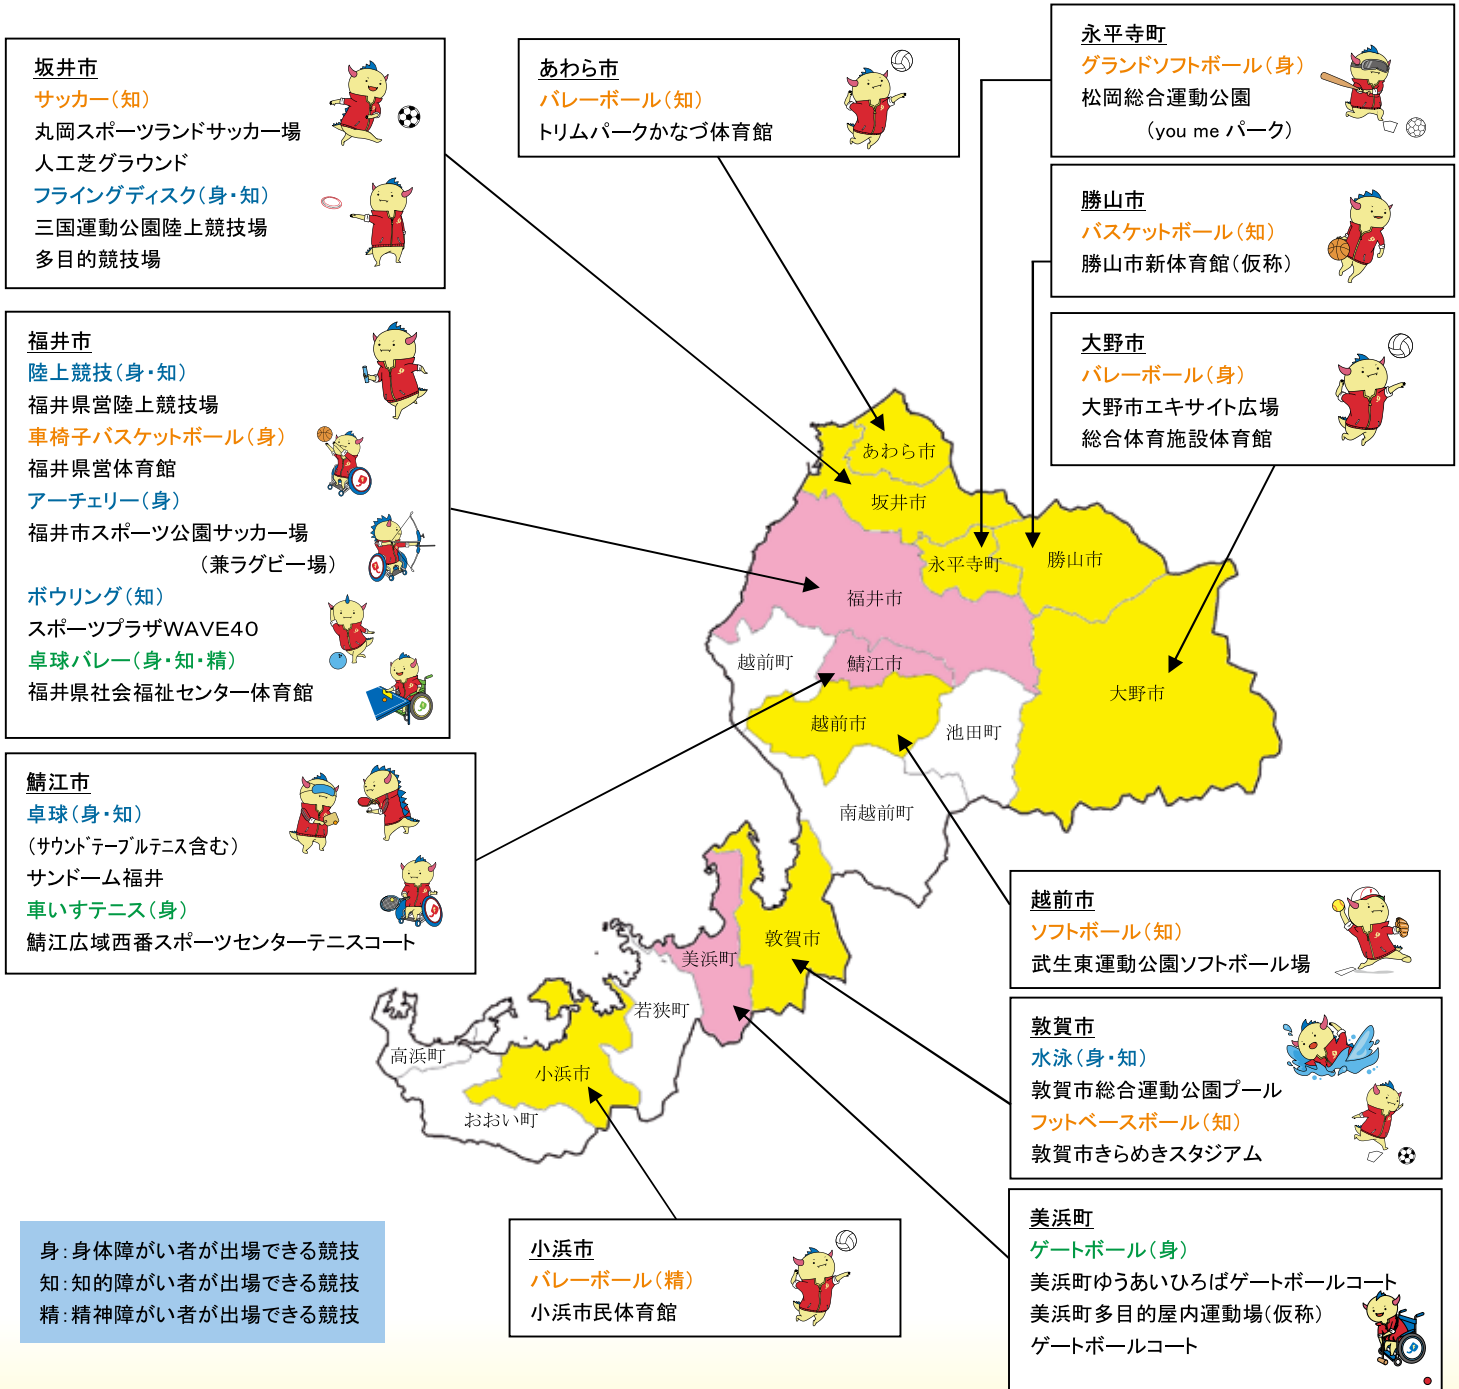 坂井市
サッカー（知）
丸岡スポーツランドサッカー場
人工芝グラウンド
フライングディスク（身・知）
三国運動公園陸上競技場
多目的競技場
あわら市
バレーボール（知）
トリムパークかなづ体育館
永平寺町
グランドソフトボール（身）
松岡総合運動公園
（you me パーク）
勝山市
バスケットボール（知）
勝山市新体育館（仮称）
大野市
バレーボール（身）
大野市エキサイト広場
総合体育施設体育館
福井市
陸上競技（身・知）
福井県営陸上競技場
車椅子バスケットボール（身）
福井県営体育館
アーチェリー（身）
福井市スポーツ公園サッカー場
（兼ラグビー場）
ボウリング（知）
スポーツプラザWAVE40
卓球バレー（身・知・精）
福井県社会福祉センター体育館
鯖江市
卓球（身・知）
（ｻｳﾝﾄﾞﾃｰﾌﾞﾙﾃﾆｽ含む）
サンドーム福井
車いすテニス（身）
鯖江広域西番スポーツセンターテニスコート
あわら市
坂井市
永平寺町
勝山市
福井市
越前町
鯖江市
大野市
越前市
池田町
南越前町
敦賀市
美浜町
若狭町
高浜町
小浜市
おおい町
越前市
ソフトボール（知）
武生東運動公園ソフトボール場
敦賀市
水泳（身・知）
敦賀市総合運動公園プール
フットベースボール（知）
敦賀市きらめきスタジアム
美浜町
ゲートボール（身）
美浜町ゆうあいひろばゲートボールコート
美浜町多目的屋内運動場（仮称）
ゲートボールコート
小浜市
バレーボール（精）
小浜市民体育館
身：身体障がい者が出場できる競技
知：知的障がい者が出場できる競技
精：精神障がい者が出場できる競技